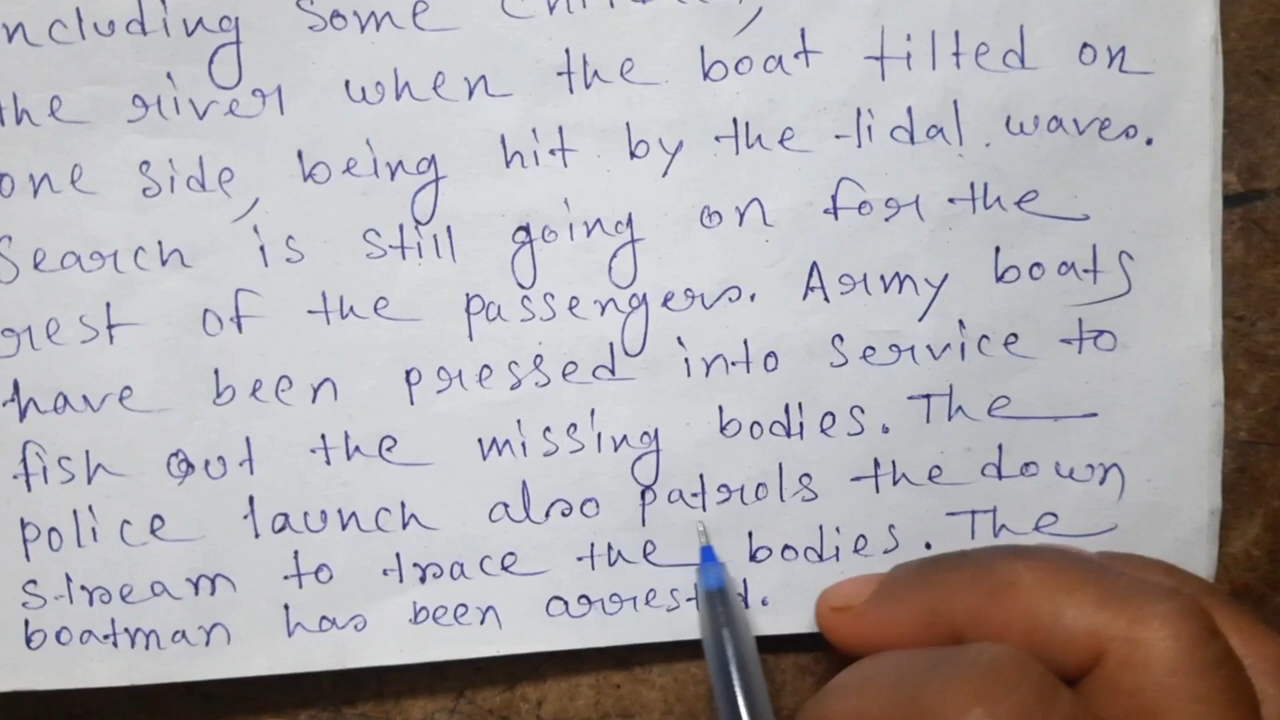 including some
the river when the boat tilted on
one side, being hit by the tidal waves.
Search is still going on for the
rest of the passengers. Army boats
have been pressed into service to
fish out the missing bodies. The
police launch also patrols the down
stream to trace the bodies. The
boatman has been arrested.